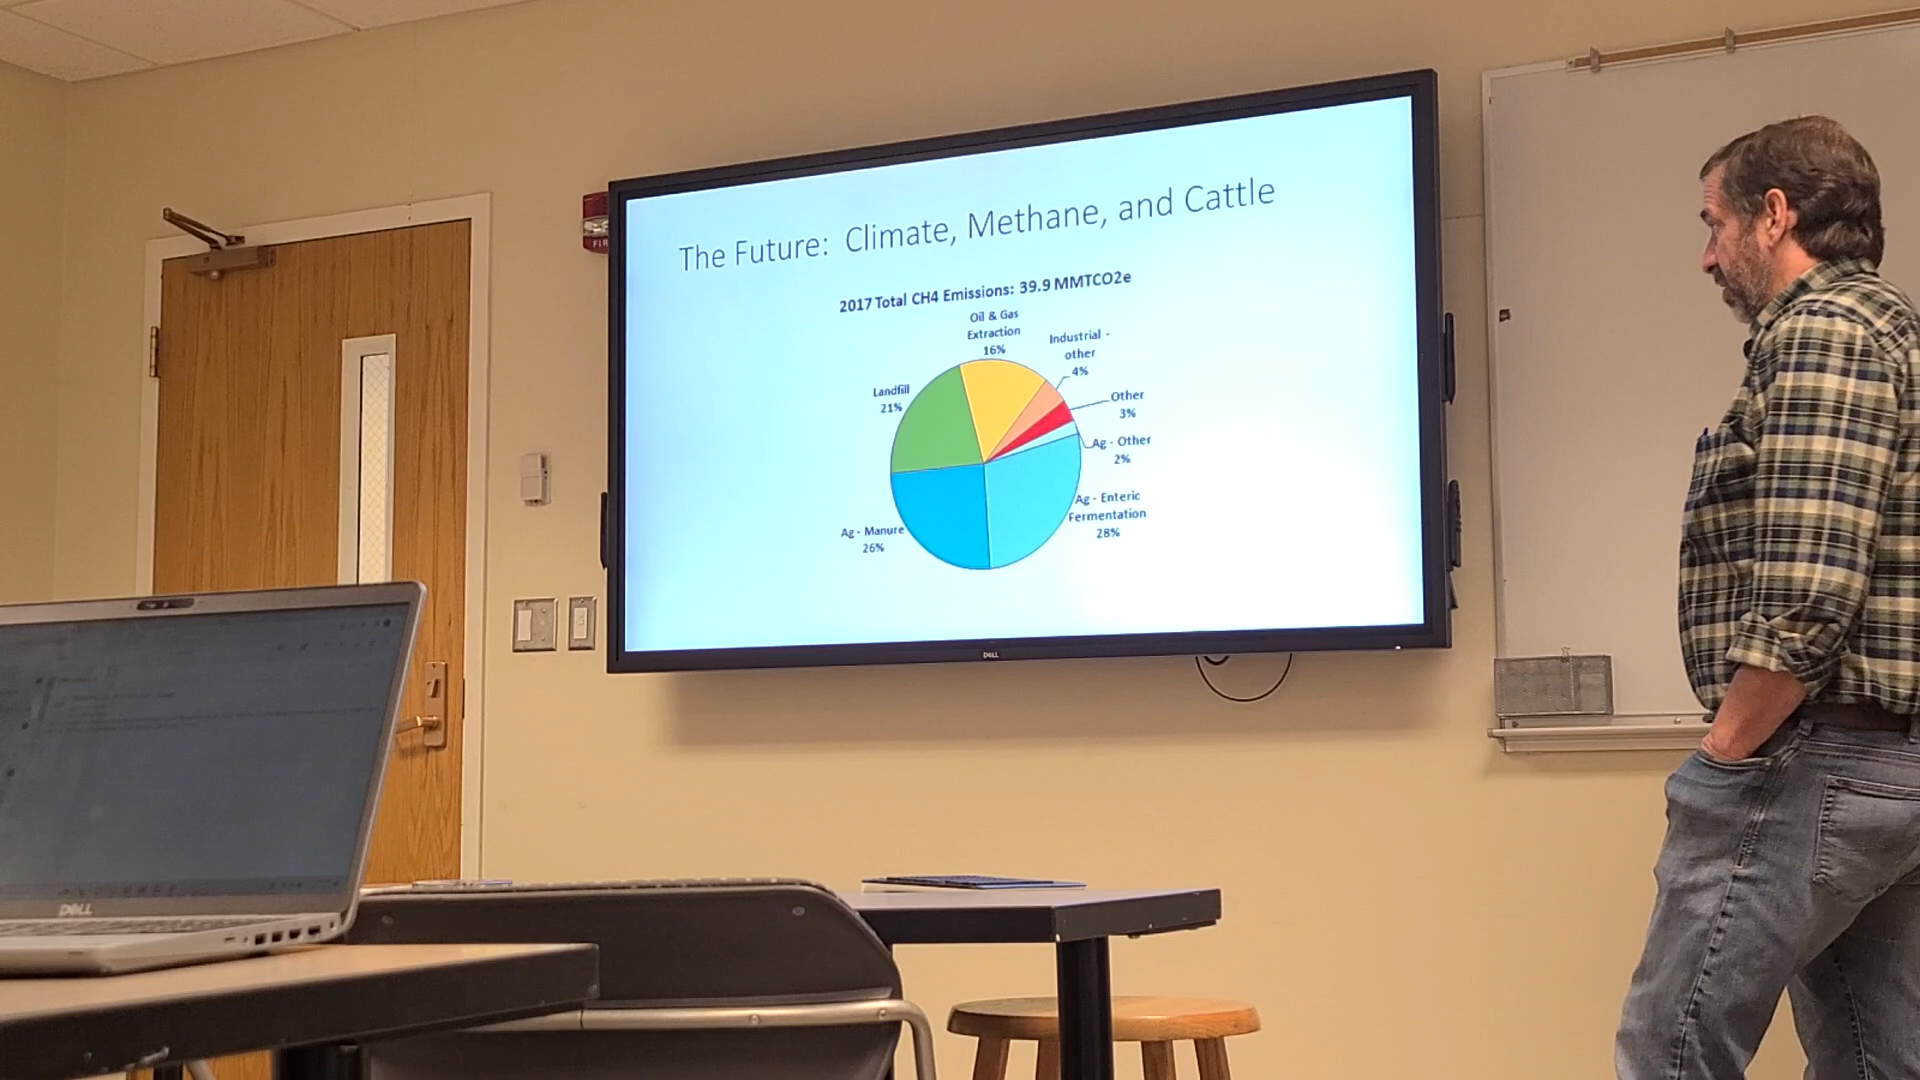 The Future: Climate, Methane, and Cattle
2017 Total CH4 Emissions: 39.9 MMTCO2e
Oil & Gas
Extraction
16%
Industrial -
other
4%
Landfill
21%
Other
3%
Ag - Other
2%
Ag - Enteric
Fermentation
28%
Ag - Manure
26%
FIR
DELL
DELL